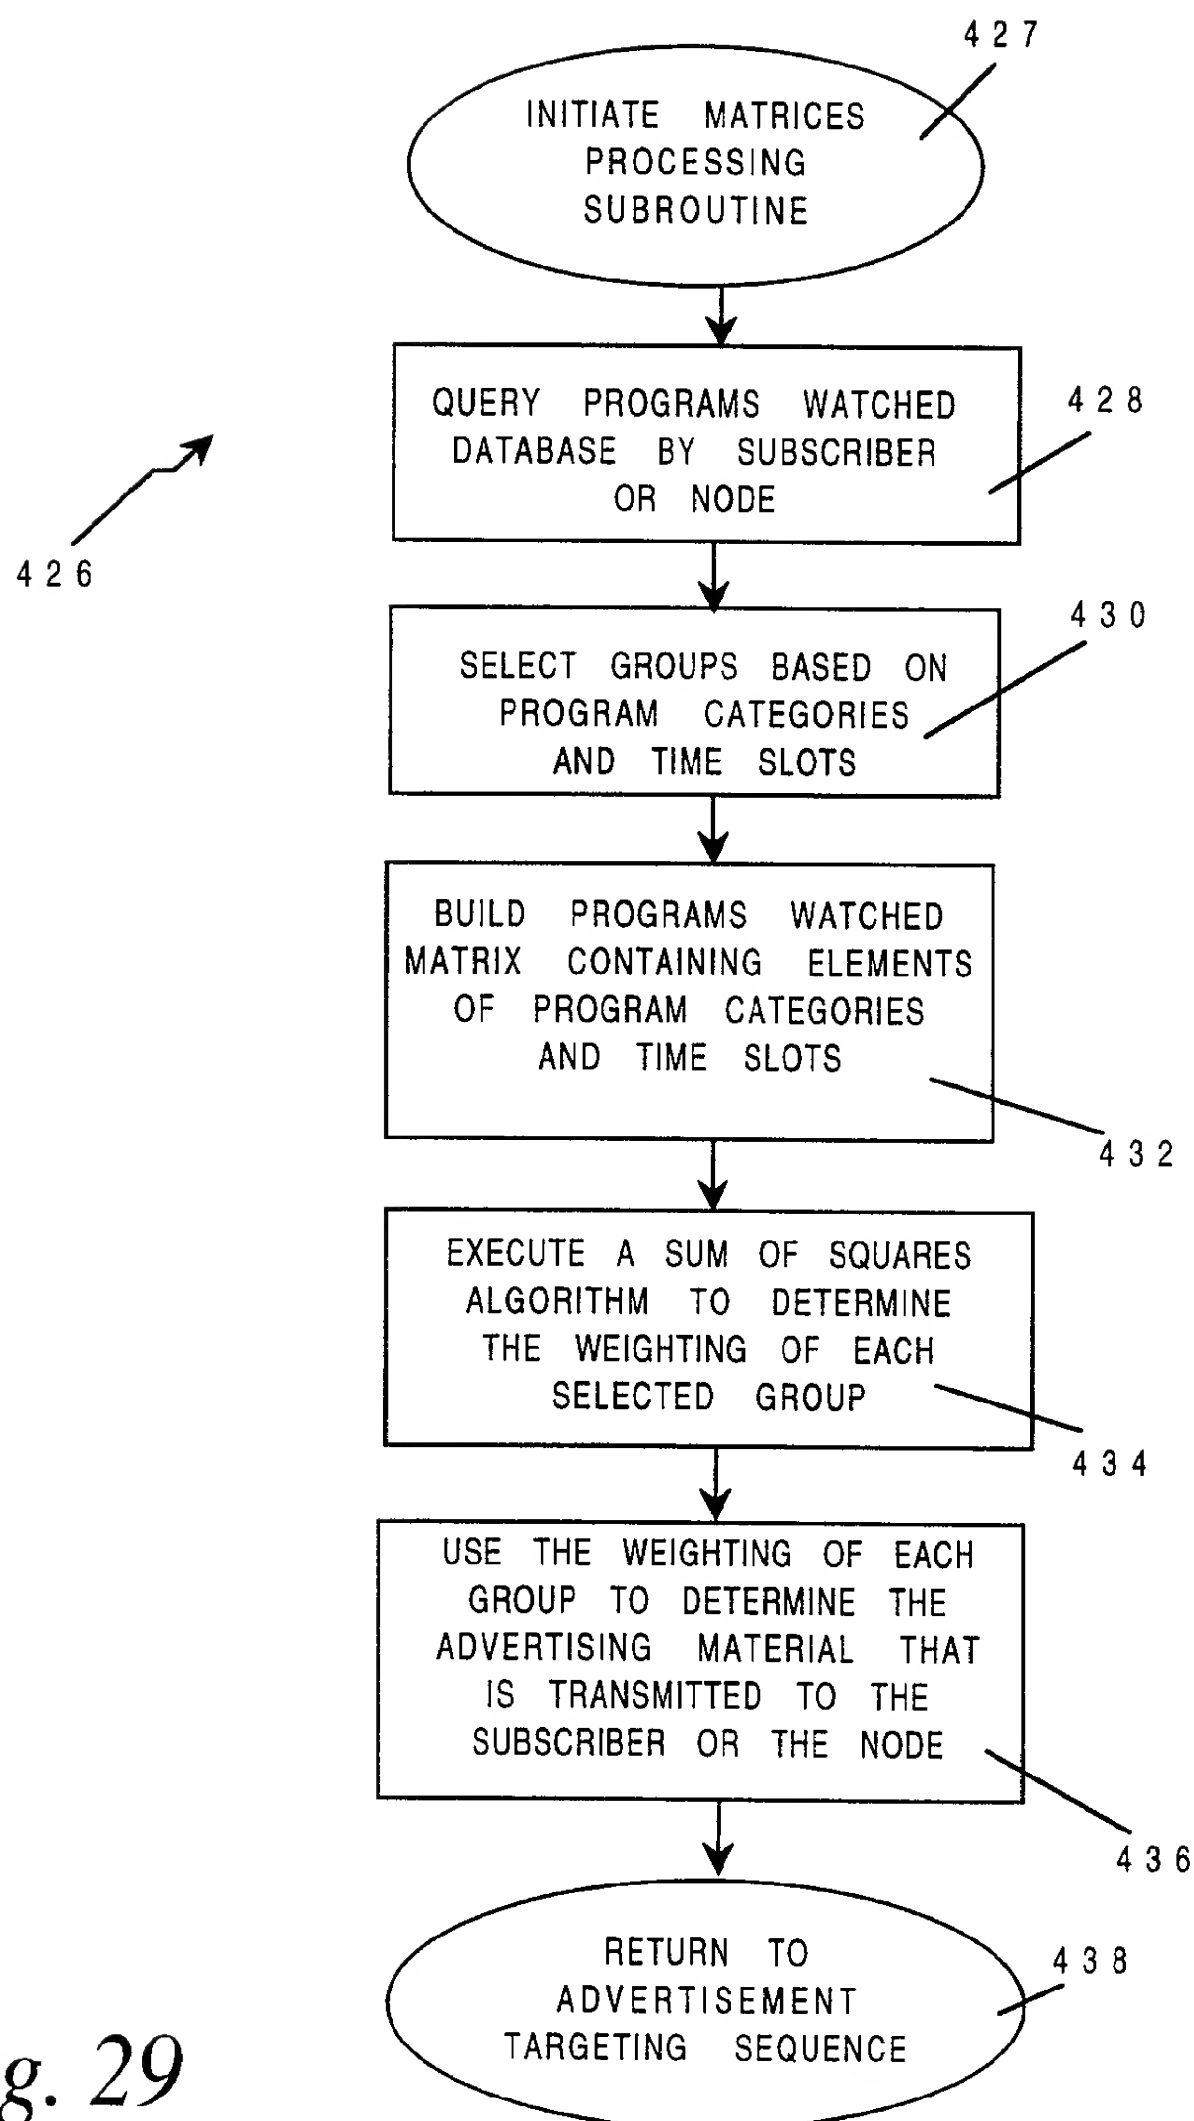 427
INITIATE MATRICES
PROCESSING
SUBROUTINE
QUERY PROGRAMS WATCHED
DATABASE BY SUBSCRIBER
OR NODE
428
426
SELECT GROUPS BASED ON
PROGRAM CATEGORIES
AND TIME SLOTS
430
BUILD PROGRAMS WATCHED
MATRIX CONTAINING ELEMENTS
OF PROGRAM CATEGORIES
AND TIME SLOTS
432
EXECUTE A SUM OF SQUARES
ALGORITHM TO DETERMINE
THE WEIGHTING OF EACH
SELECTED GROUP
434
USE THE WEIGHTING OF EACH
GROUP TO DETERMINE THE
ADVERTISING MATERIAL THAT
IS TRANSMITTED TO THE
SUBSCRIBER OR THE NODE
436
RETURN TO
ADVERTISEMENT
TARGETING SEQUENCE
438
g. 29